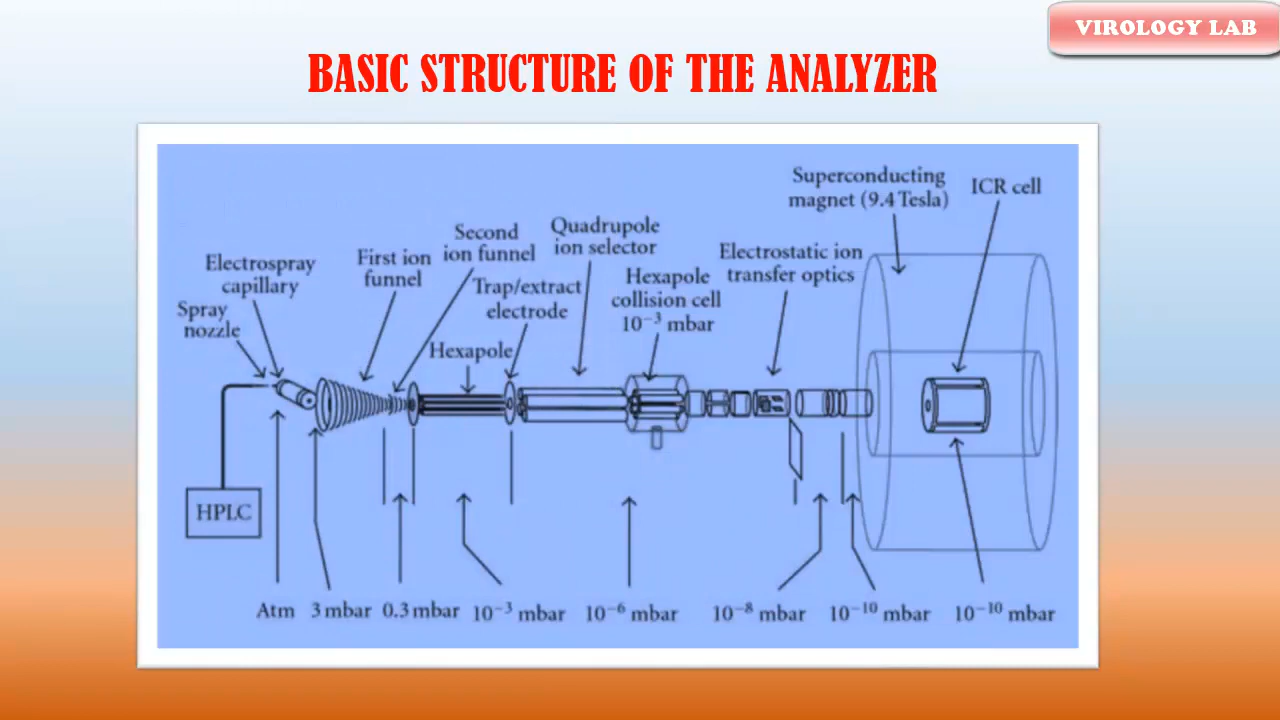 VIROLOGY LAB
BASIC STRUCTURE OF THE ANALYZER
Superconducting
magnet (9.4 Tesla)
ICR cell
Quadrupole
ion selector
Second
ion funnel
Electrostatic ion
transfer optics
First ion
funnel
Electrospray
capillary
Hexapole
collision cell
10⁻³ mbar
Trap/extract
electrode
Spray
nozzle
Hexapole
HPLC
Atm 3 mbar 0.3 mbar 10⁻³ mbar 10⁻⁶ mbar 10⁻⁸ mbar 10⁻¹⁰ mbar 10⁻¹⁰ mbar